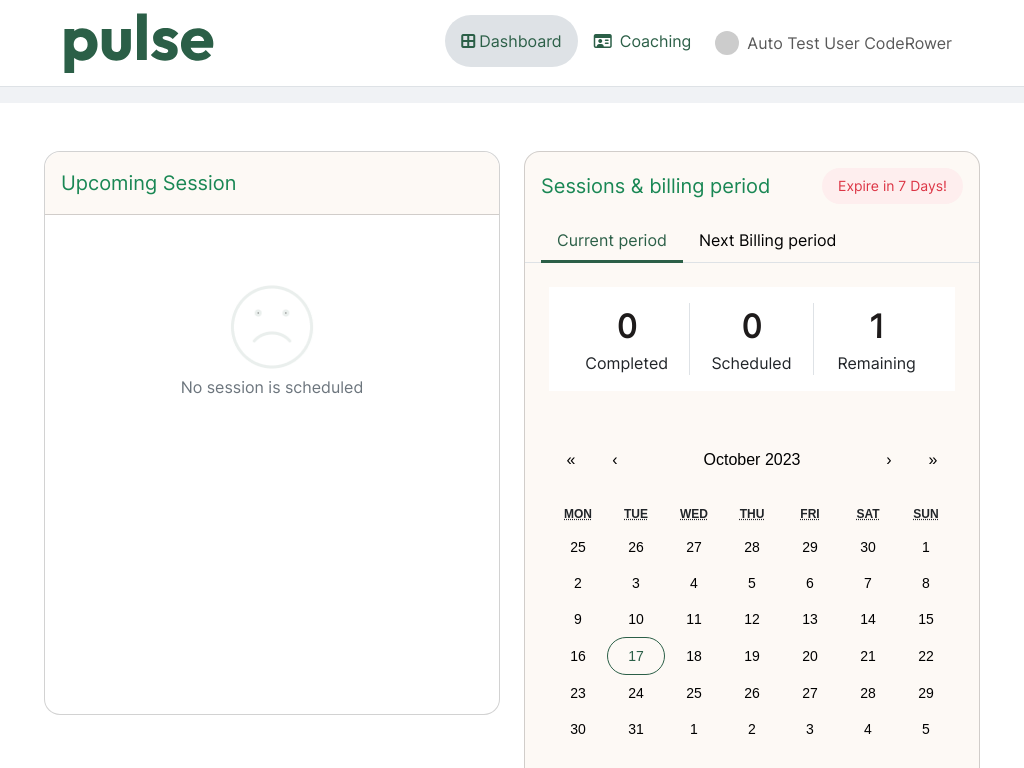 pulse
Dashboard
Coaching
Auto Test User CodeRower
Upcoming Session
No session is scheduled
Sessions & billing period
Expire in 7 Days!
Current period
Next Billing period
0 0 1
Completed Scheduled Remaining
« ‹ October 2023 › »
MON TUE WED THU FRI SAT SUN
25 26 27 28 29 30 1
2 3 4 5 6 7 8
9 10 11 12 13 14 15
16 17 18 19 20 21 22
23 24 25 26 27 28 29
30 31 1 2 3 4 5